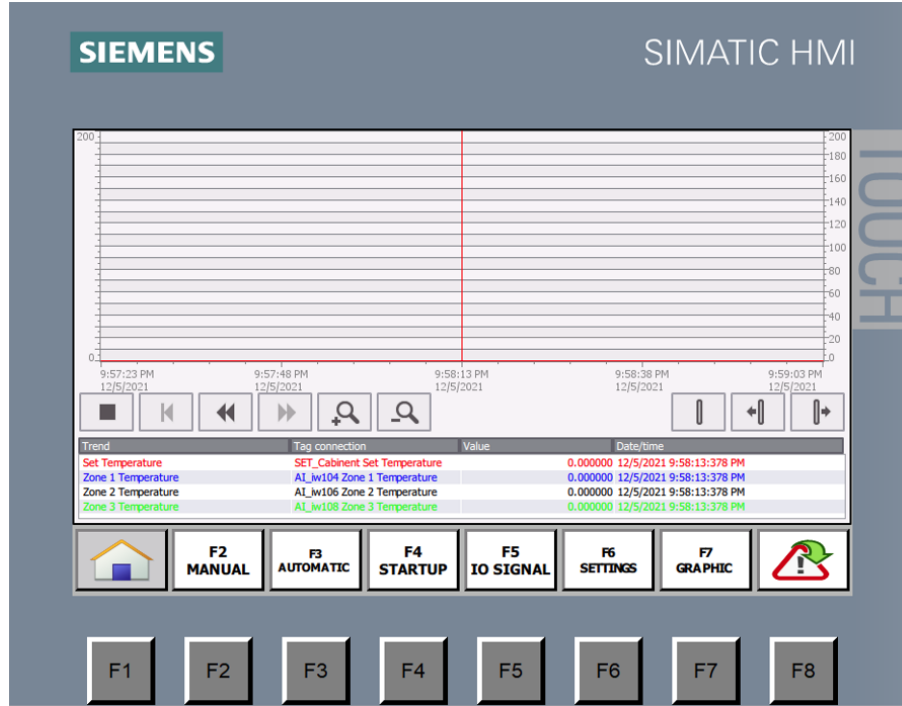 SIEMENS
SIMATIC HMI
TOUCH
200 200
180
160
140
120
100
80
60
40
20
0 0
9:57:23 PM 9:57:48 PM 9:58:13 PM 9:58:38 PM 9:59:03 PM
12/5/2021 12/5/2021 12/5/2021 12/5/2021 12/5/2021
Trend Tag connection Value Date/time
Set Temperature SET_Cabinent Set Temperature 0.000000 12/5/2021 9:58:13:378 PM
Zone 1 Temperature AI_iw104 Zone 1 Temperature 0.000000 12/5/2021 9:58:13:378 PM
Zone 2 Temperature AI_iw106 Zone 2 Temperature 0.000000 12/5/2021 9:58:13:378 PM
Zone 3 Temperature AI_iw108 Zone 3 Temperature 0.000000 12/5/2021 9:58:13:378 PM
F2 F3 F4 F5 F6 F7
MANUAL AUTOMATIC STARTUP IO SIGNAL SETTINGS GRAPHIC
F1 F2 F3 F4 F5 F6 F7 F8